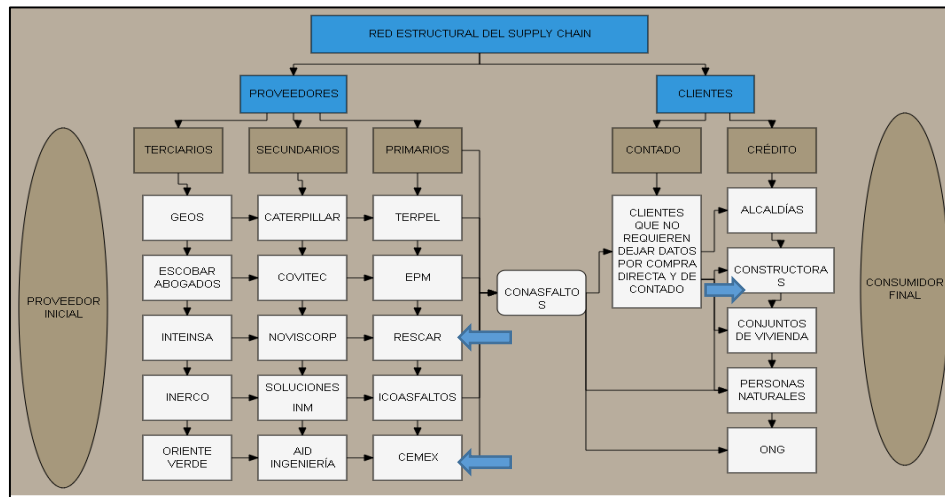 RED ESTRUCTURAL DEL SUPPLY CHAIN
PROVEEDORES
CLIENTES
TERCIARIOS
SECUNDARIOS
PRIMARIOS
CONTADO
CRÉDITO
GEOS
CATERPILLAR
TERPEL
CLIENTES
QUE NO
REQUIEREN
DEJAR DATOS
POR COMPRA
DIRECTA Y DE
CONTADO
ALCALDÍAS
ESCOBAR
ABOGADOS
COVITEC
EPM
CONASFALTO
S
CONSTRUCTORA
S
PROVEEDOR
INICIAL
CONSUMIDOR
FINAL
INTEINSA
NOVISCORP
RESCAR
CONJUNTOS
DE VIVIENDA
INERCO
SOLUCIONES
INM
ICOASFALTOS
PERSONAS
NATURALES
ORIENTE
VERDE
AID
INGENIERÍA
CEMEX
ONG